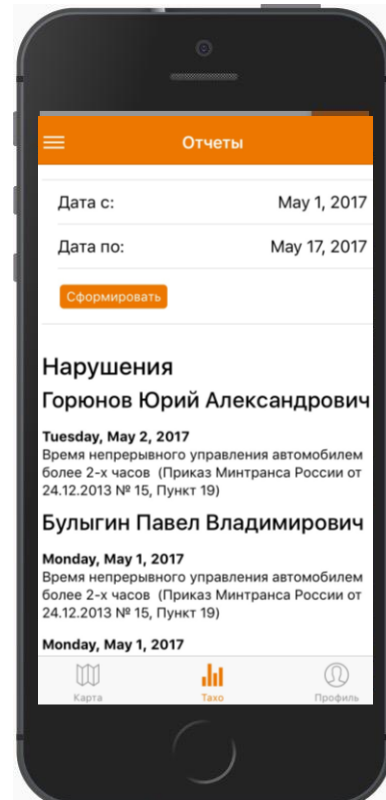 Отчеты
Дата с: May 1, 2017
Дата по: May 17, 2017
Сформировать
Нарушения
Горюнов Юрий Александрович
Tuesday, May 2, 2017
Время непрерывного управления автомобилем
более 2-х часов (Приказ Минтранса России от
24.12.2013 № 15, Пункт 19)
Булыгин Павел Владимирович
Monday, May 1, 2017
Время непрерывного управления автомобилем
более 2-х часов (Приказ Минтранса России от
24.12.2013 № 15, Пункт 19)
Monday, May 1, 2017
Карта Тахо Профиль